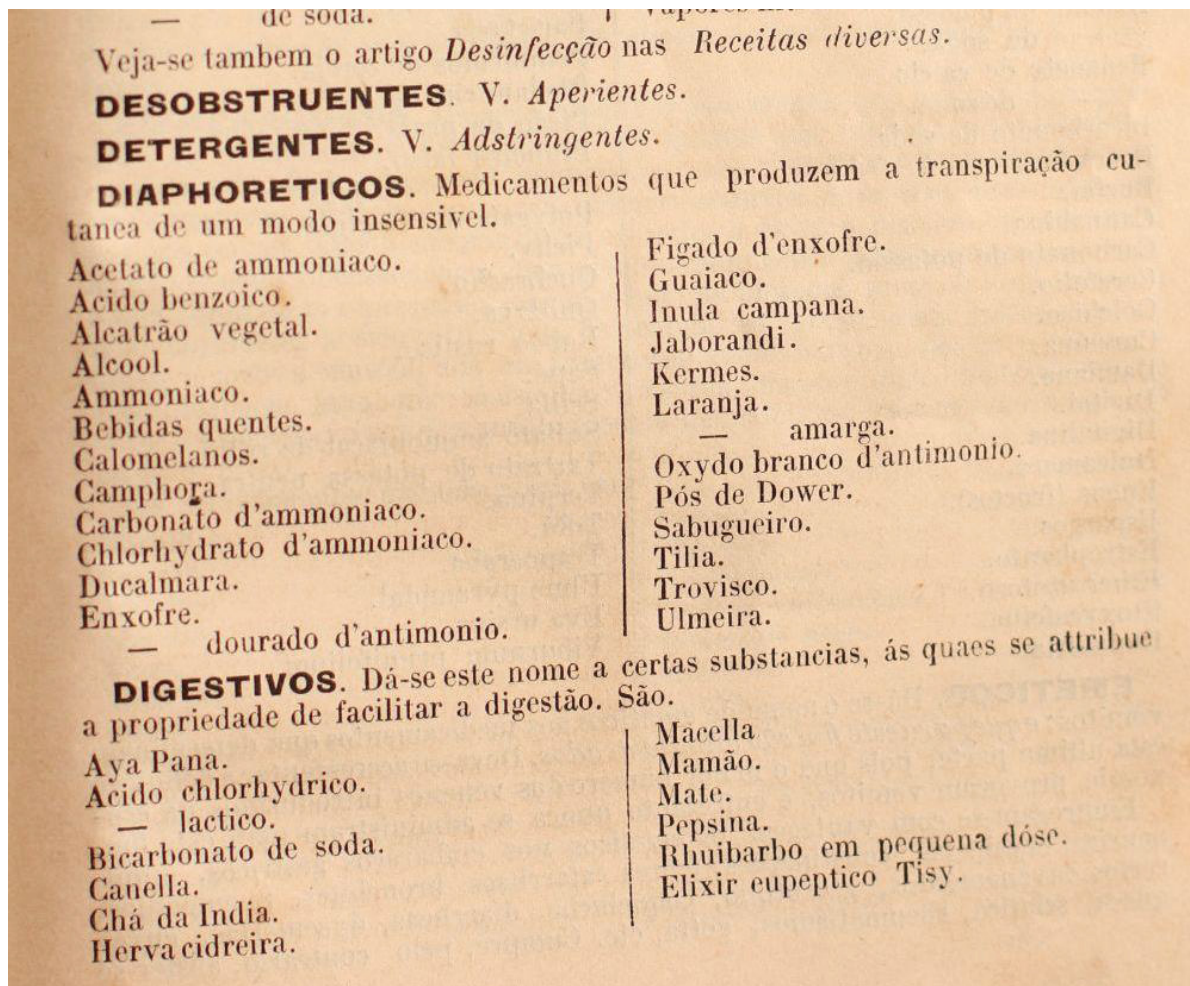 — de soda.
Veja-se tambem o artigo Desinfecção nas Receitas diversas.
DESOBSTRUENTES. V. Aperientes.
DETERGENTES. V. Adstringentes.
DIAPHORETICOS. Medicamentos que produzem a transpiração cu-
tanea de um modo insensivel.
Acetato de ammoniaco.
Acido benzoico.
Alcatrão vegetal.
Alcool.
Ammoniaco.
Bebidas quentes.
Calomelanos.
Camphora.
Carbonato d'ammoniaco.
Chlorhydrato d'ammoniaco.
Ducalmara.
Enxofre.
— dourado d'antimonio.
Figado d'enxofre.
Guaiaco.
Inula campana.
Jaborandi.
Kermes.
Laranja.
— amarga.
Oxydo branco d'antimonio.
Pós de Dower.
Sabugueiro.
Tilia.
Trovisco.
Ulmeira.
DIGESTIVOS. Dá-se este nome a certas substancias, ás quaes se attribue
a propriedade de facilitar a digestão. São.
Aya Pana.
Acido chlorhydrico.
— lactico.
Bicarbonato de soda.
Canella.
Chá da India.
Herva cidreira.
Macella
Mamão.
Mate.
Pepsina.
Rhuibarbo em pequena dóse.
Elixir eupeptico Tisy.